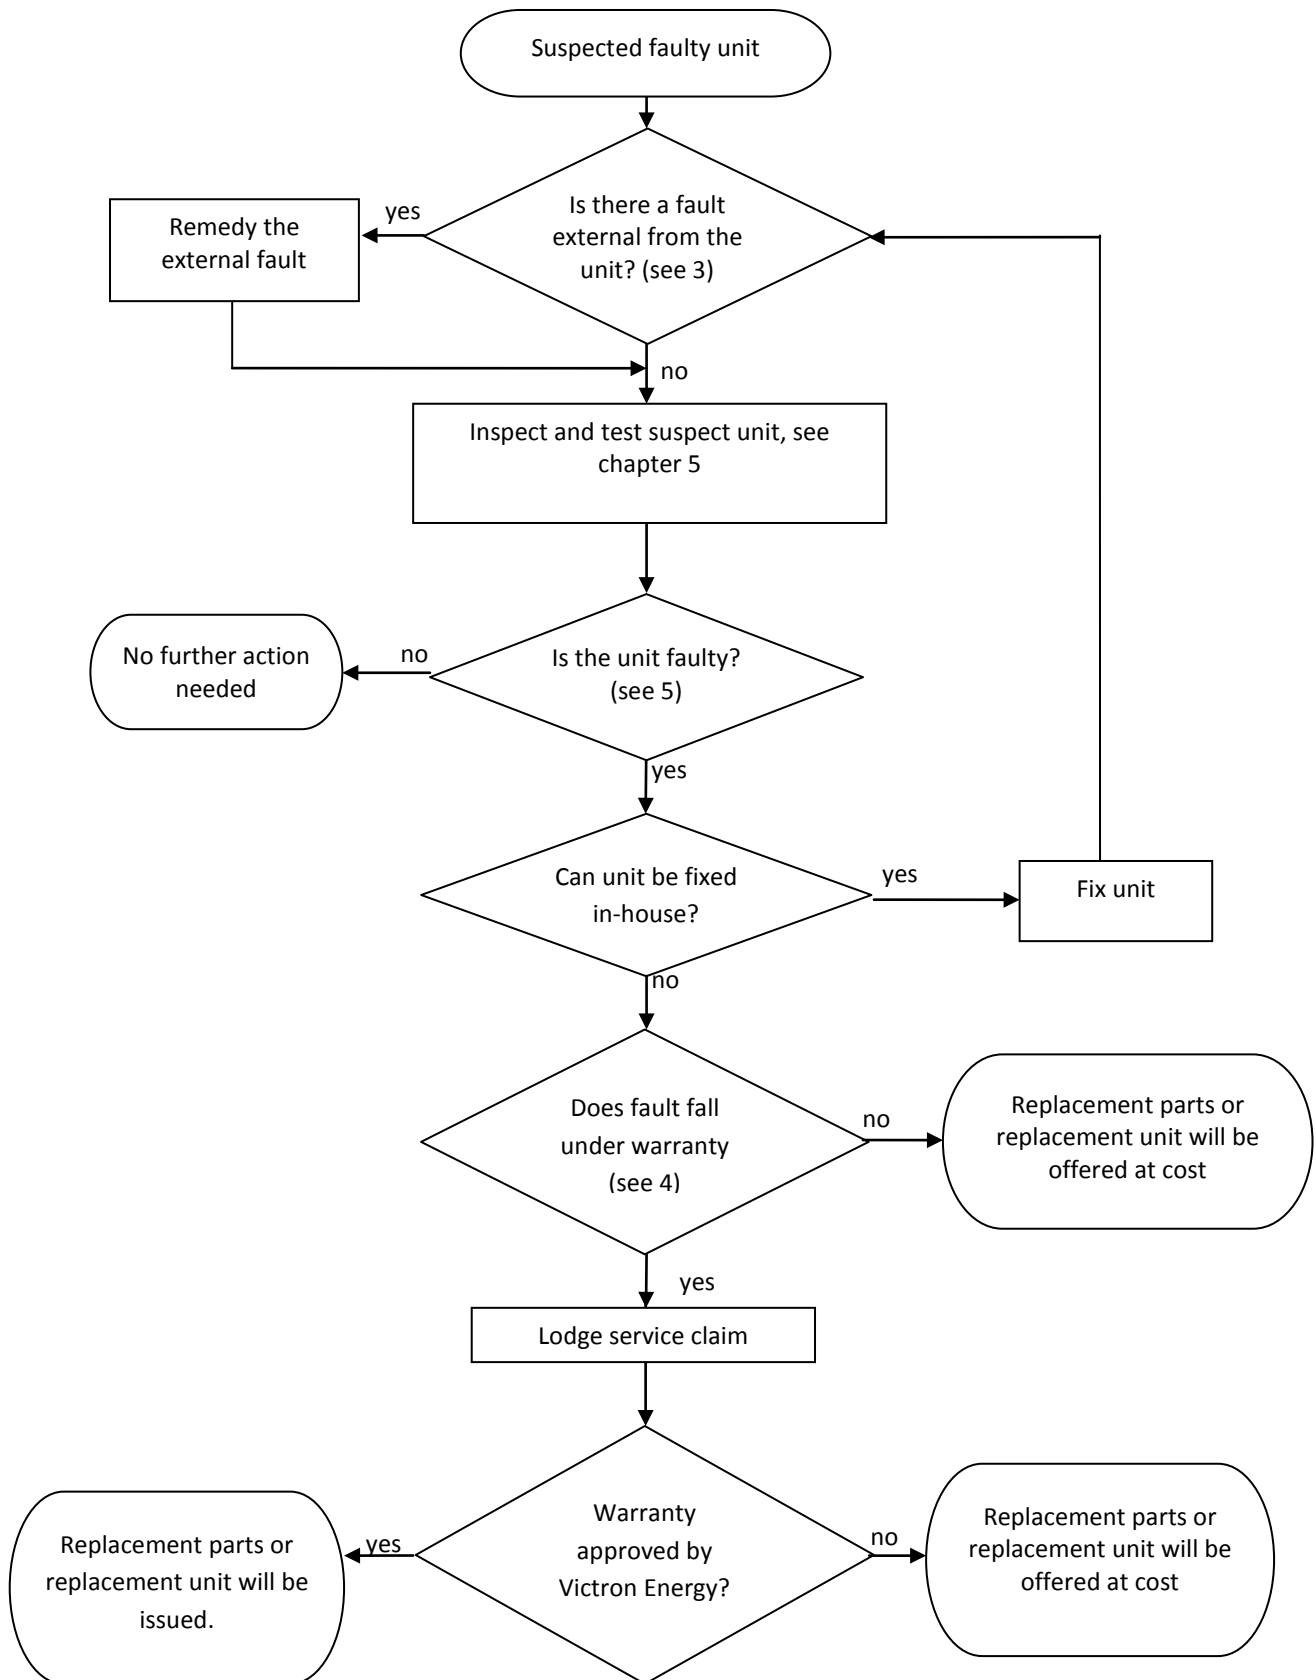 Suspected faulty unit
Is there a fault
external from the
unit? (see 3)
yes
Remedy the
external fault
no
Inspect and test suspect unit, see
chapter 5
Is the unit faulty?
(see 5)
no
No further action
needed
yes
Can unit be fixed
in-house?
yes
Fix unit
no
Does fault fall
under warranty
(see 4)
no
Replacement parts or
replacement unit will be
offered at cost
yes
Lodge service claim
Warranty
approved by
Victron Energy?
yes
Replacement parts or
replacement unit will be
issued.
no
Replacement parts or
replacement unit will be
offered at cost